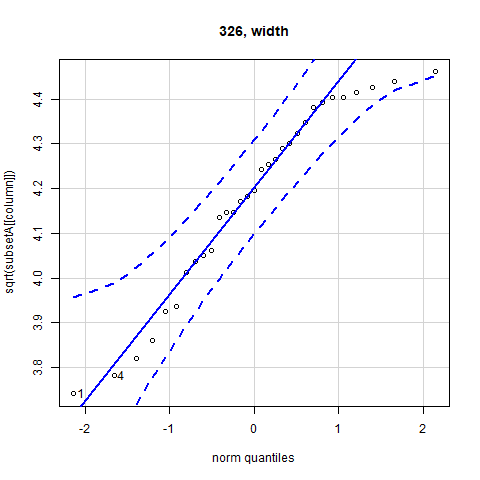 326, width
sqrt(subsetA[[column]])
4.4
4.3
4.2
4.1
4.0
3.9
3.8
1
4
-2 -1 0 1 2
norm quantiles